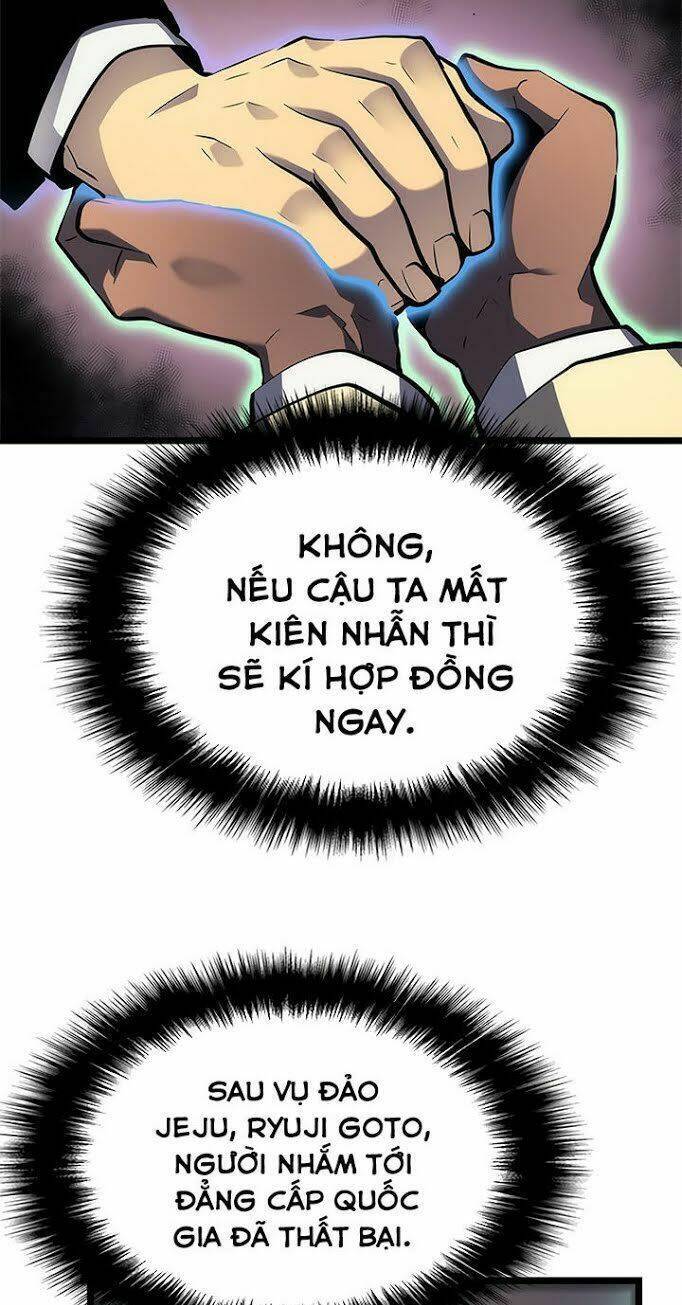 KHÔNG,
NẾU CẬU TA MẤT
KIÊN NHẪN THÌ
SẼ KÍ HỢP ĐỒNG
NGAY.
SAU VỤ ĐẢO
JEJU, RYUJI GOTO,
NGƯỜI NHẮM TỚI
ĐẲNG CẤP QUỐC
GIA ĐÃ THẤT BẠI.